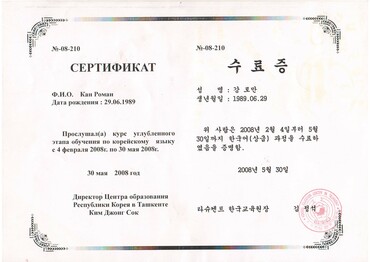 №-08-210
СЕРТИФИКАТ
Ф.И.О. Кан Роман
Дата рождения : 29.06.1989
Прослушал(а) курс углубленного
этапа обучения по корейскому языку
с 4 февраля 2008г. по 30 мая 2008г.
30 мая 2008 год
Директор Центра образования
Республики Корея в Ташкенте
Ким Джонг Сок
№-08-210
수료증
성 명 : 강 로만
생년월일 : 1989.06.29
위 사람은 2008년 2월 4일부터 5월
30일까지 한국어(상급) 과정을 수료하
였음을 증명함.
2008년 5월 30일
타슈켄트 한국교육원장